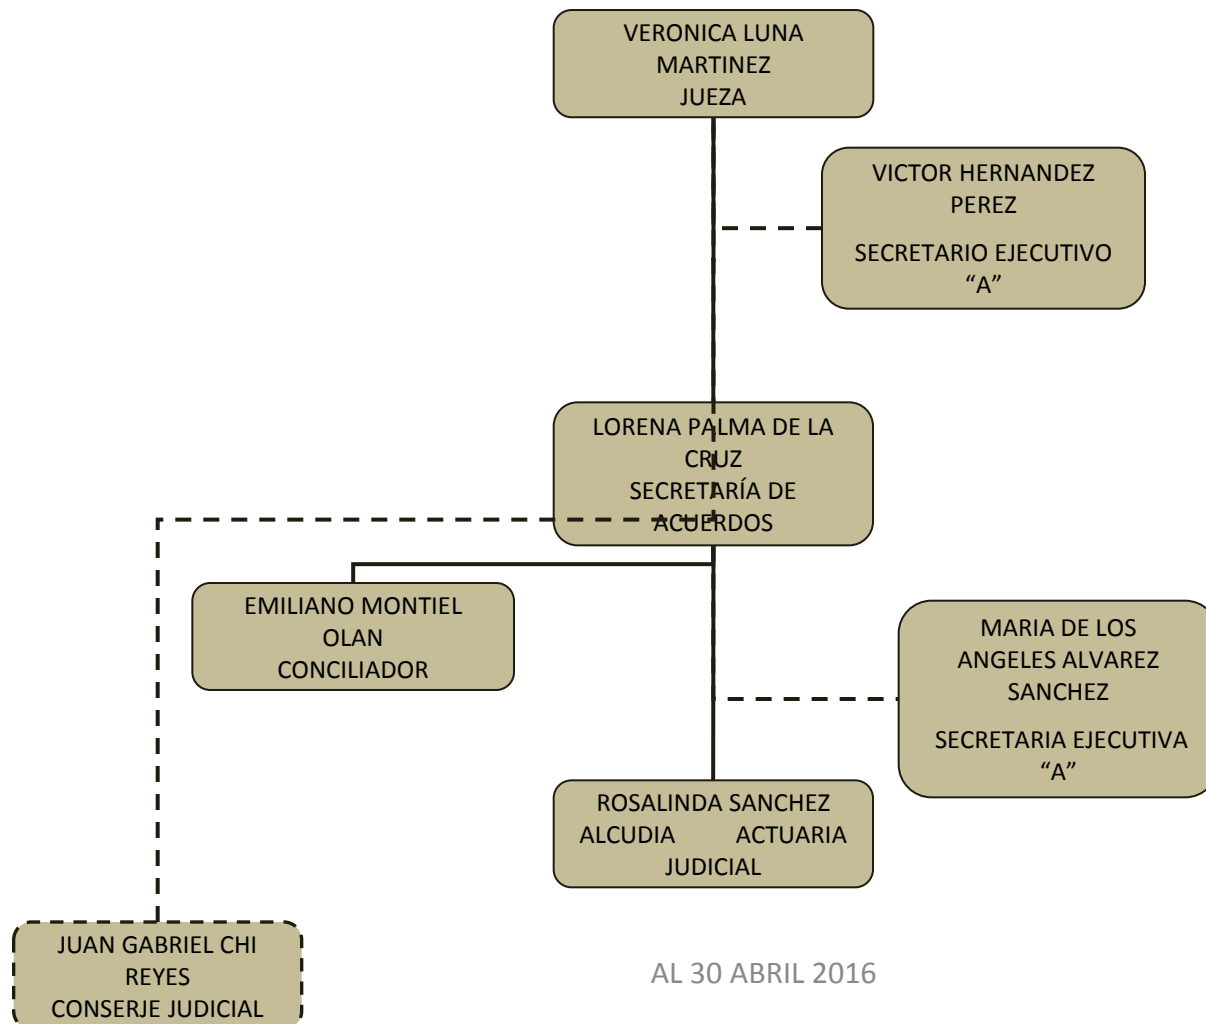 VERONICA LUNA
MARTINEZ
JUEZA
VICTOR HERNANDEZ
PEREZ
SECRETARIO EJECUTIVO
“A”
LORENA PALMA DE LA
CRUZ
SECRETARÍA DE
ACUERDOS
EMILIANO MONTIEL
OLAN
CONCILIADOR
MARIA DE LOS
ANGELES ALVAREZ
SANCHEZ
SECRETARIA EJECUTIVA
“A”
ROSALINDA SANCHEZ
ALCUDIA ACTUARIA
JUDICIAL
JUAN GABRIEL CHI
REYES
CONSERJE JUDICIAL
AL 30 ABRIL 2016